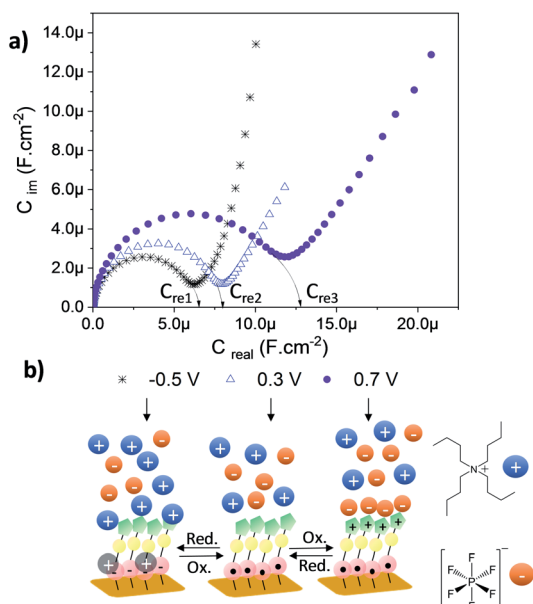 a)
14.0μ
12.0μ
10.0μ
8.0μ
6.0μ
4.0μ
2.0μ
0.0
C im (F.cm-2)
Cre1 Cre2 Cre3
0.0 5.0μ 10.0μ 15.0μ 20.0μ
C real (F.cm-2)
b)
-0.5 V 0.3 V 0.7 V
+ + - + - + - + - - + - +
Red. Ox.
Ox. Red.
N +
+
F F F
P
F F F
-
-